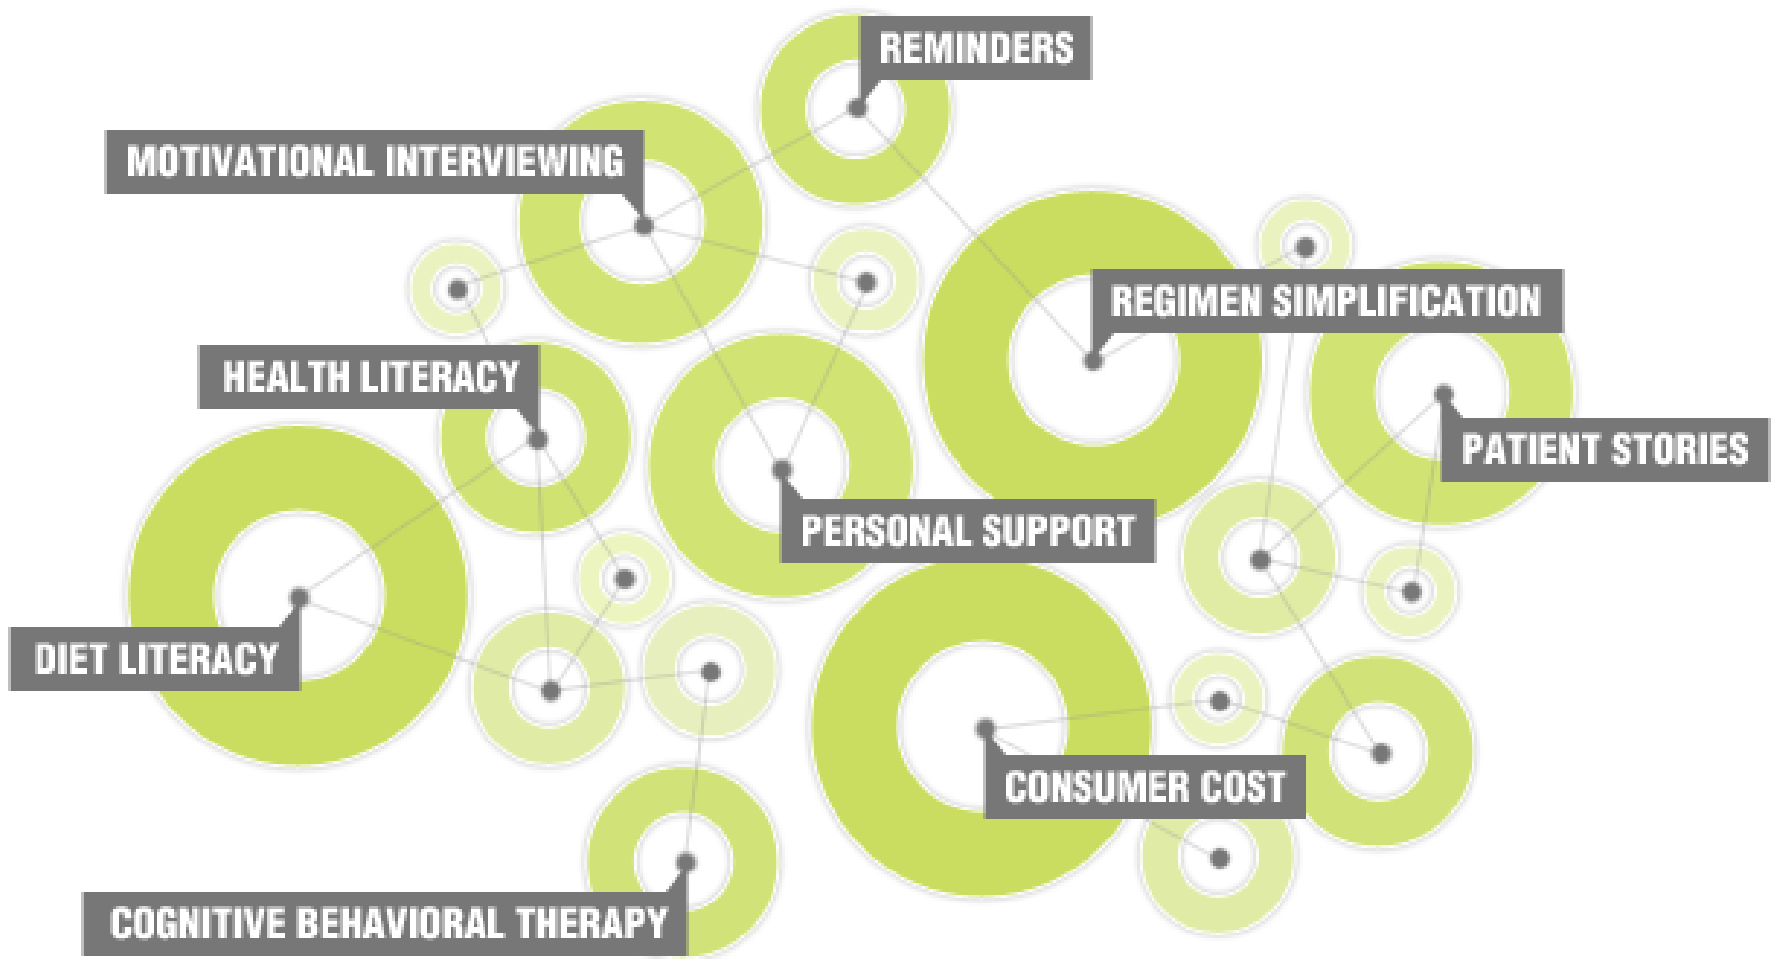 REMINDERS
MOTIVATIONAL INTERVIEWING
REGIMEN SIMPLIFICATION
HEALTH LITERACY
PATIENT STORIES
PERSONAL SUPPORT
DIET LITERACY
CONSUMER COST
COGNITIVE BEHAVIORAL THERAPY